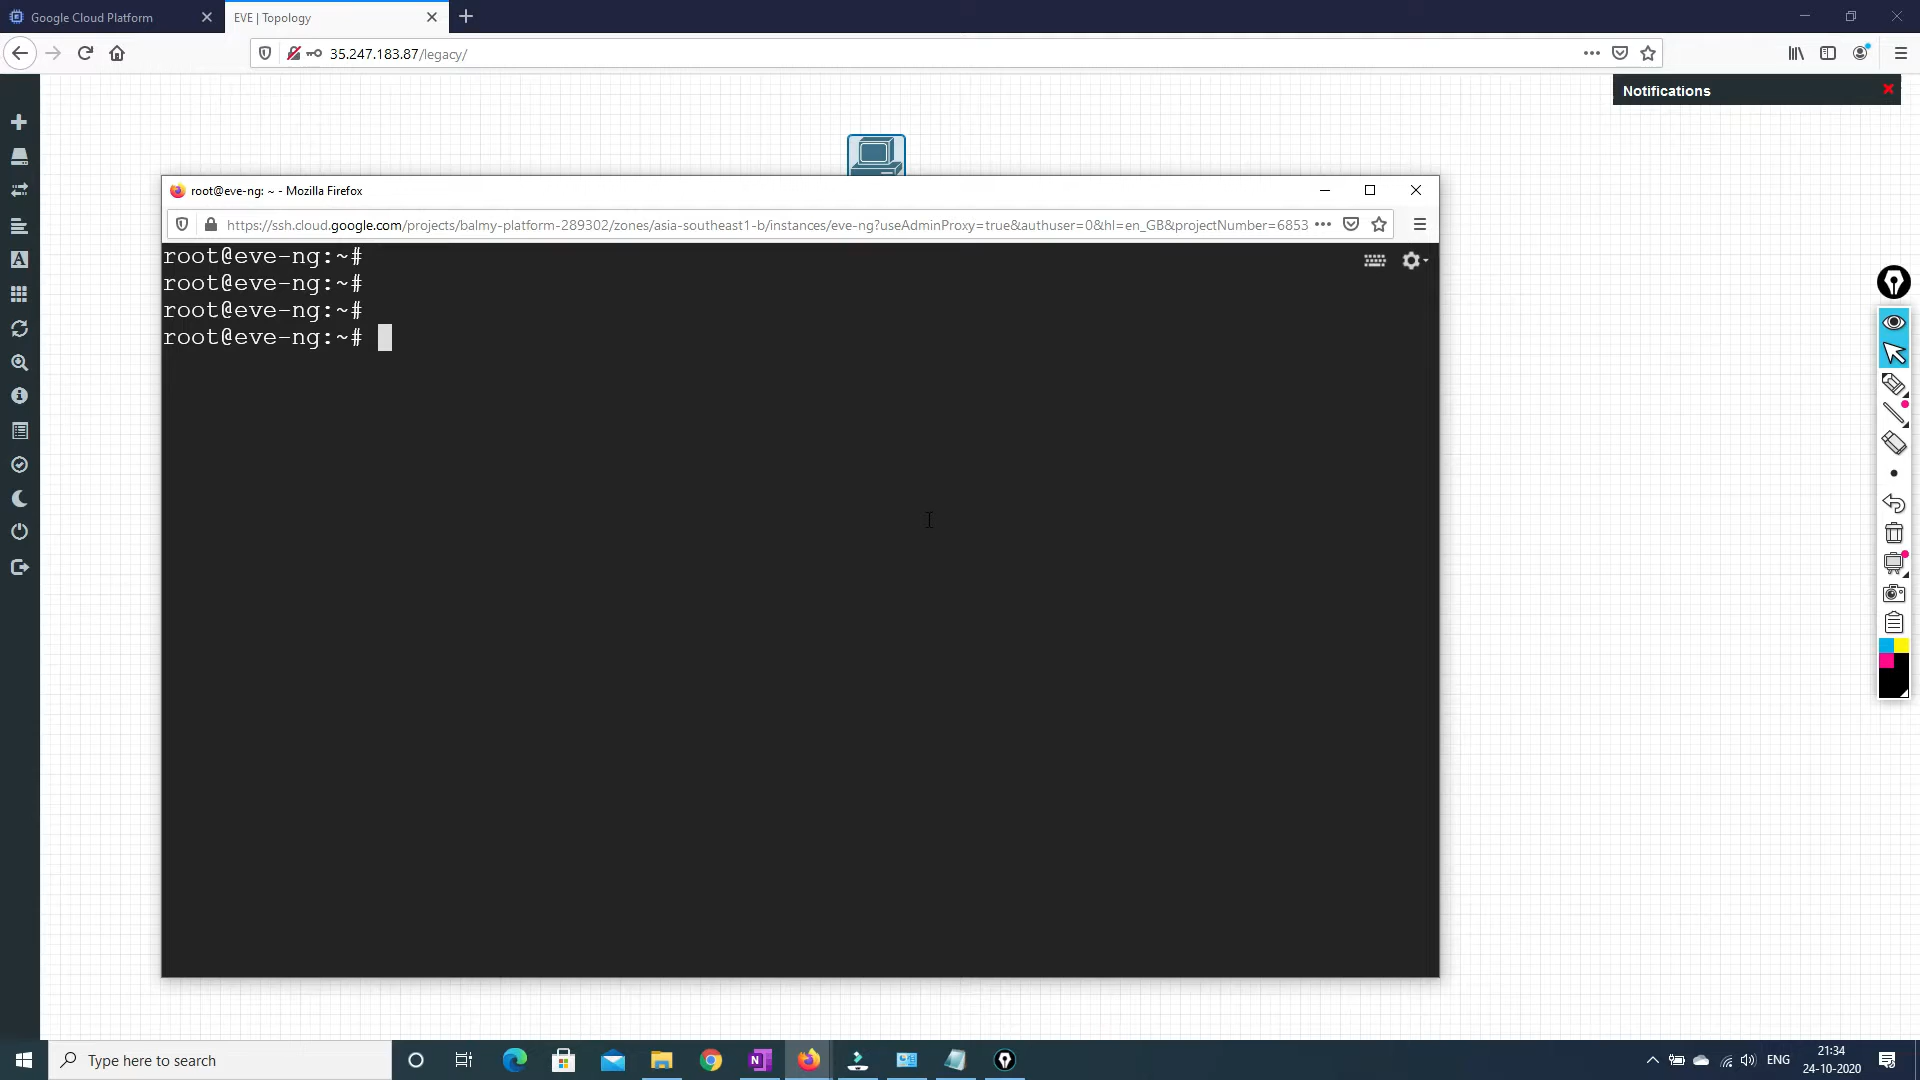 Google Cloud Platform
EVE | Topology
35.247.183.87/legacy/
Notifications
root@eve-ng: ~ - Mozilla Firefox
https://ssh.cloud.google.com/projects/balmy-platform-289302/zones/asia-southeast1-b/instances/eve-ng?useAdminProxy=true&authuser=0&hl=en_GB&projectNumber=6853
root@eve-ng:~#
root@eve-ng:~#
root@eve-ng:~#
root@eve-ng:~#
Type here to search
ENG
21:34
24-10-2020